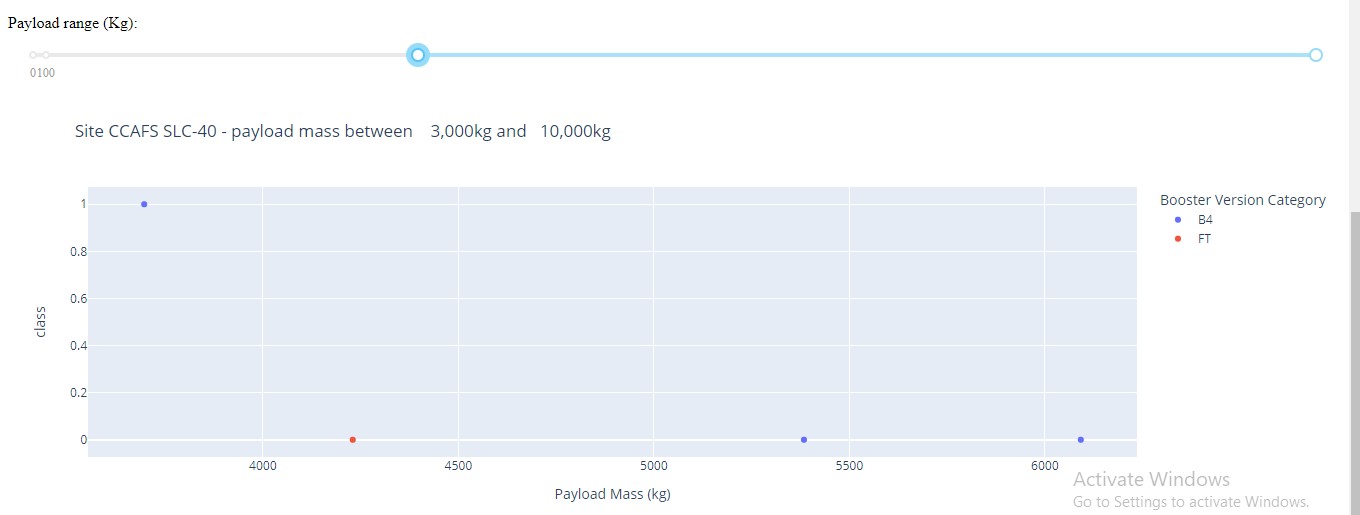 Payload range (Kg):
0100
Site CCAFS SLC-40 - payload mass between 3,000kg and 10,000kg
Booster Version Category
B4
FT
class
1
0.8
0.6
0.4
0.2
0
4000 4500 5000 5500 6000
Payload Mass (kg)
Activate Windows
Go to Settings to activate Windows.